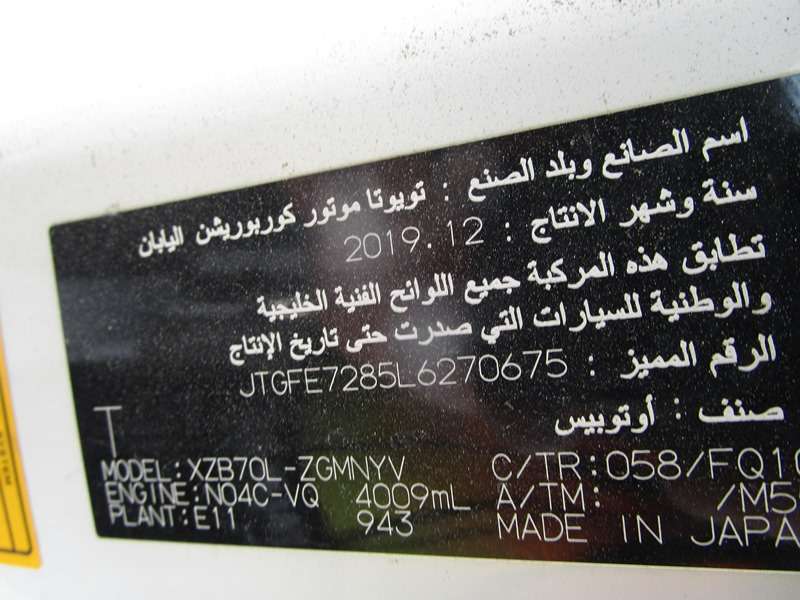 اسم الصانع وبلد الصنع : تويوتا موتور كوربوريشن اليابان
سنة وشهر الانتاج : 2019.12
تطابق هذه المركبة جميع اللوائح الفنية الخليجية
والوطنية للسيارات التي صدرت حتى تاريخ الإنتاج
الرقم المميز : JTGFE7285L6270675
صنف : أوتوبيس
T
MODEL:XZB70L-ZGMNYV C/TR:058/FQ10
ENGINE:N04C-VQ 4009mL A/TM: /M5
PLANT:E11 943 MADE IN JAPA